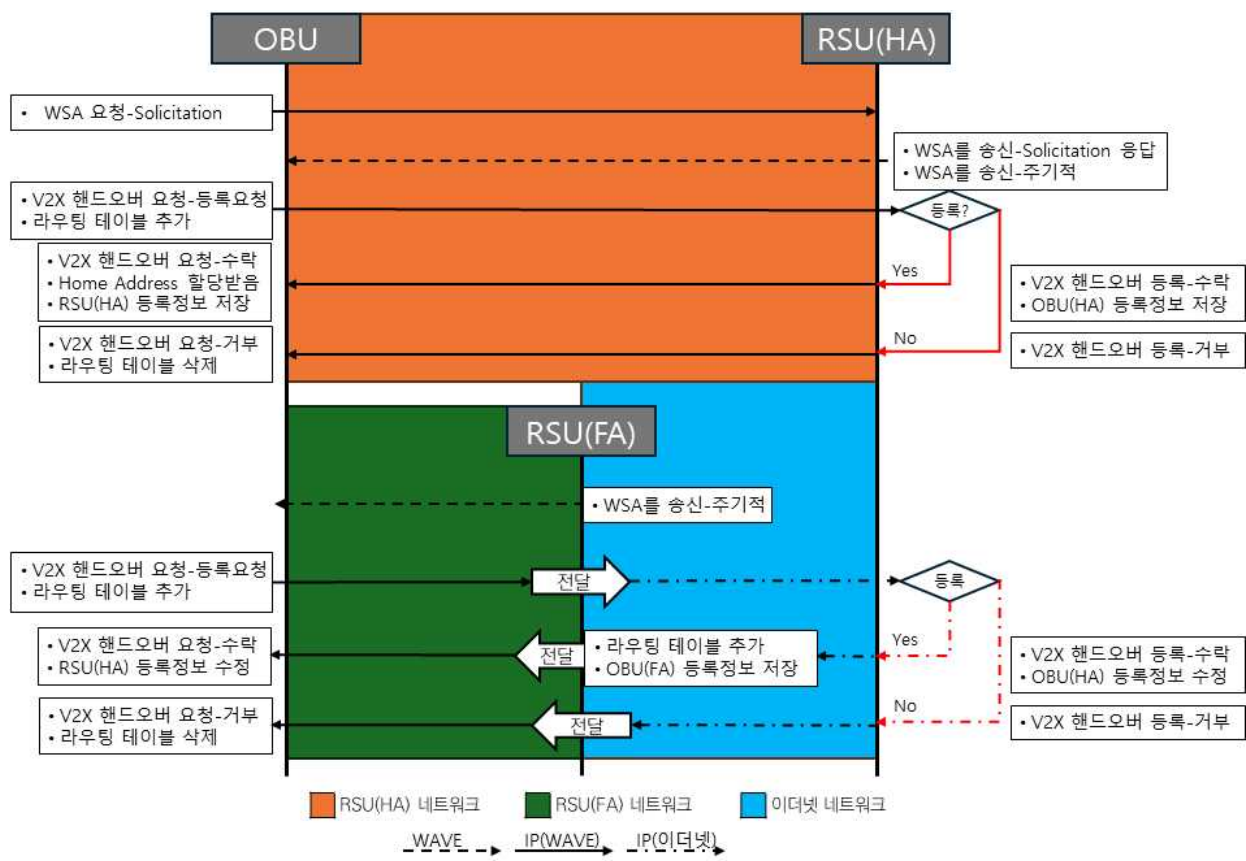 OBU
RSU(HA)
• WSA 요청-Solicitation
• WSA를 송신-Solicitation 응답
• WSA를 송신-주기적
• V2X 핸드오버 요청-등록요청
• 라우팅 테이블 추가
등록?
• V2X 핸드오버 요청-수락
• Home Address 할당받음
• RSU(HA) 등록정보 저장
Yes
• V2X 핸드오버 등록-수락
• OBU(HA) 등록정보 저장
• V2X 핸드오버 요청-거부
• 라우팅 테이블 삭제
No
• V2X 핸드오버 등록-거부
RSU(FA)
• WSA를 송신-주기적
• V2X 핸드오버 요청-등록요청
• 라우팅 테이블 추가
전달
등록
• V2X 핸드오버 요청-수락
• RSU(HA) 등록정보 수정
전달
• 라우팅 테이블 추가
• OBU(FA) 등록정보 저장
Yes
• V2X 핸드오버 등록-수락
• OBU(HA) 등록정보 수정
• V2X 핸드오버 요청-거부
• 라우팅 테이블 삭제
전달
No
• V2X 핸드오버 등록-거부
RSU(HA) 네트워크
RSU(FA) 네트워크
이더넷 네트워크
WAVE
IP(WAVE)
IP(이더넷)